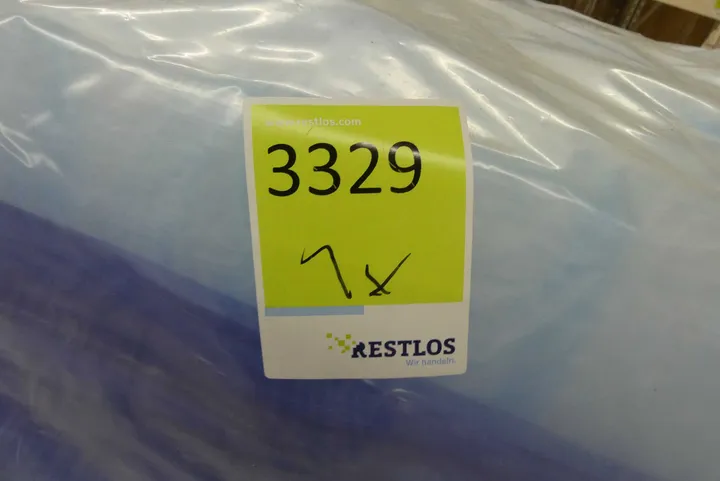 3329
1x
RESTLOS
Wir handeln.